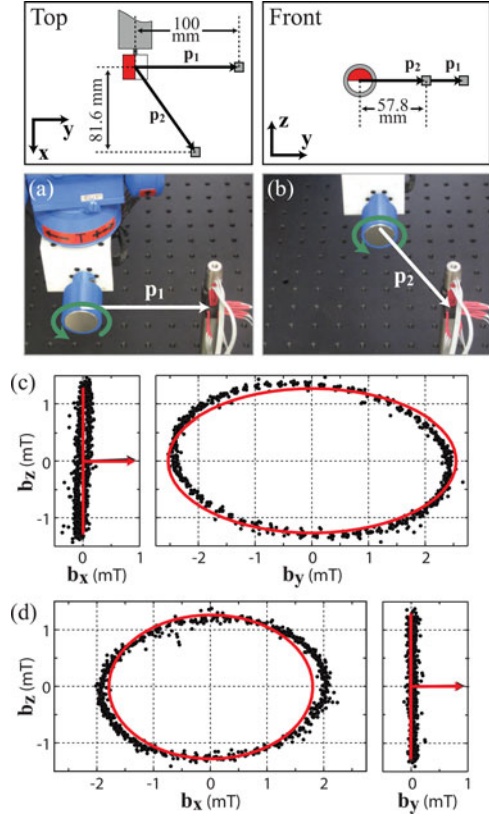 Top
100
mm
p1
81.6 mm
p2
y
x
Front
p2
p1
57.8
mm
z
y
(a)
p1
(b)
p2
(c)
1
0
-1
bz (mT)
0
1
bx (mT)
-2
-1
0
1
2
by (mT)
(d)
1
0
-1
bz (mT)
-2
-1
0
1
2
bx (mT)
0
1
by (mT)